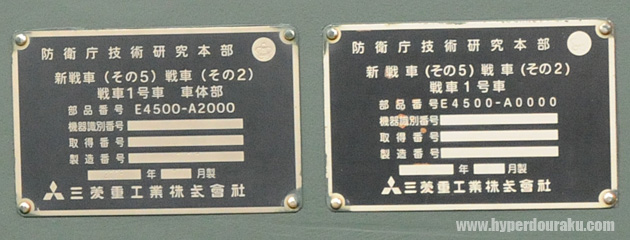 防衛庁技術研究本部
新戦車(その5)戦車(その2)
戦車1号車 車体部
部品番号 E4500-A2000
機器識別番号
取得番号
製造番号
年 月製
三菱重工業株式會社
防衛庁技術研究本部
新戦車(その5)戦車(その2)
戦車1号車
部品番号 E4500-A0000
機器識別番号
取得番号
製造番号
年 月製
三菱重工業株式會社
www.hyperdouraku.com